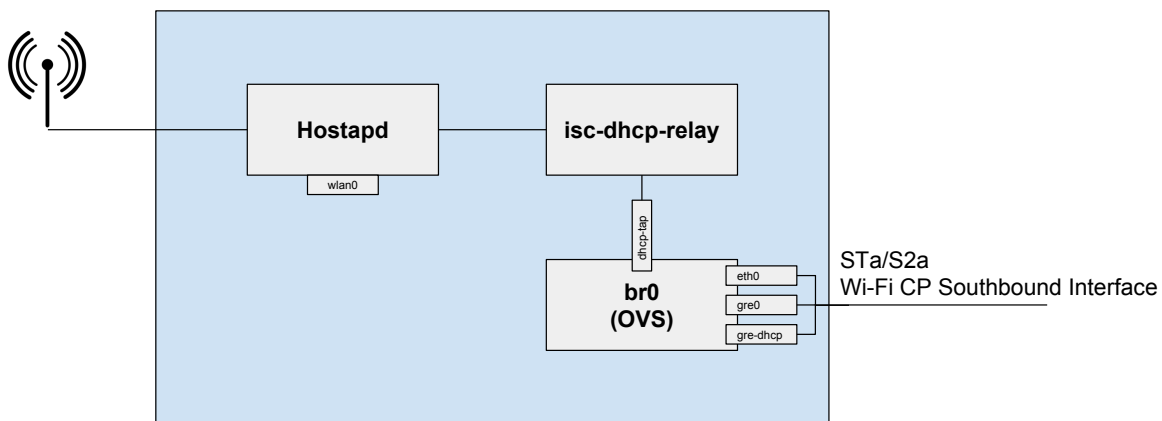 Hostapd
wlan0
isc-dhcp-relay
dhcp-tap
br0
(OVS)
eth0
gre0
gre-dhcp
STa/S2a
Wi-Fi CP Southbound Interface